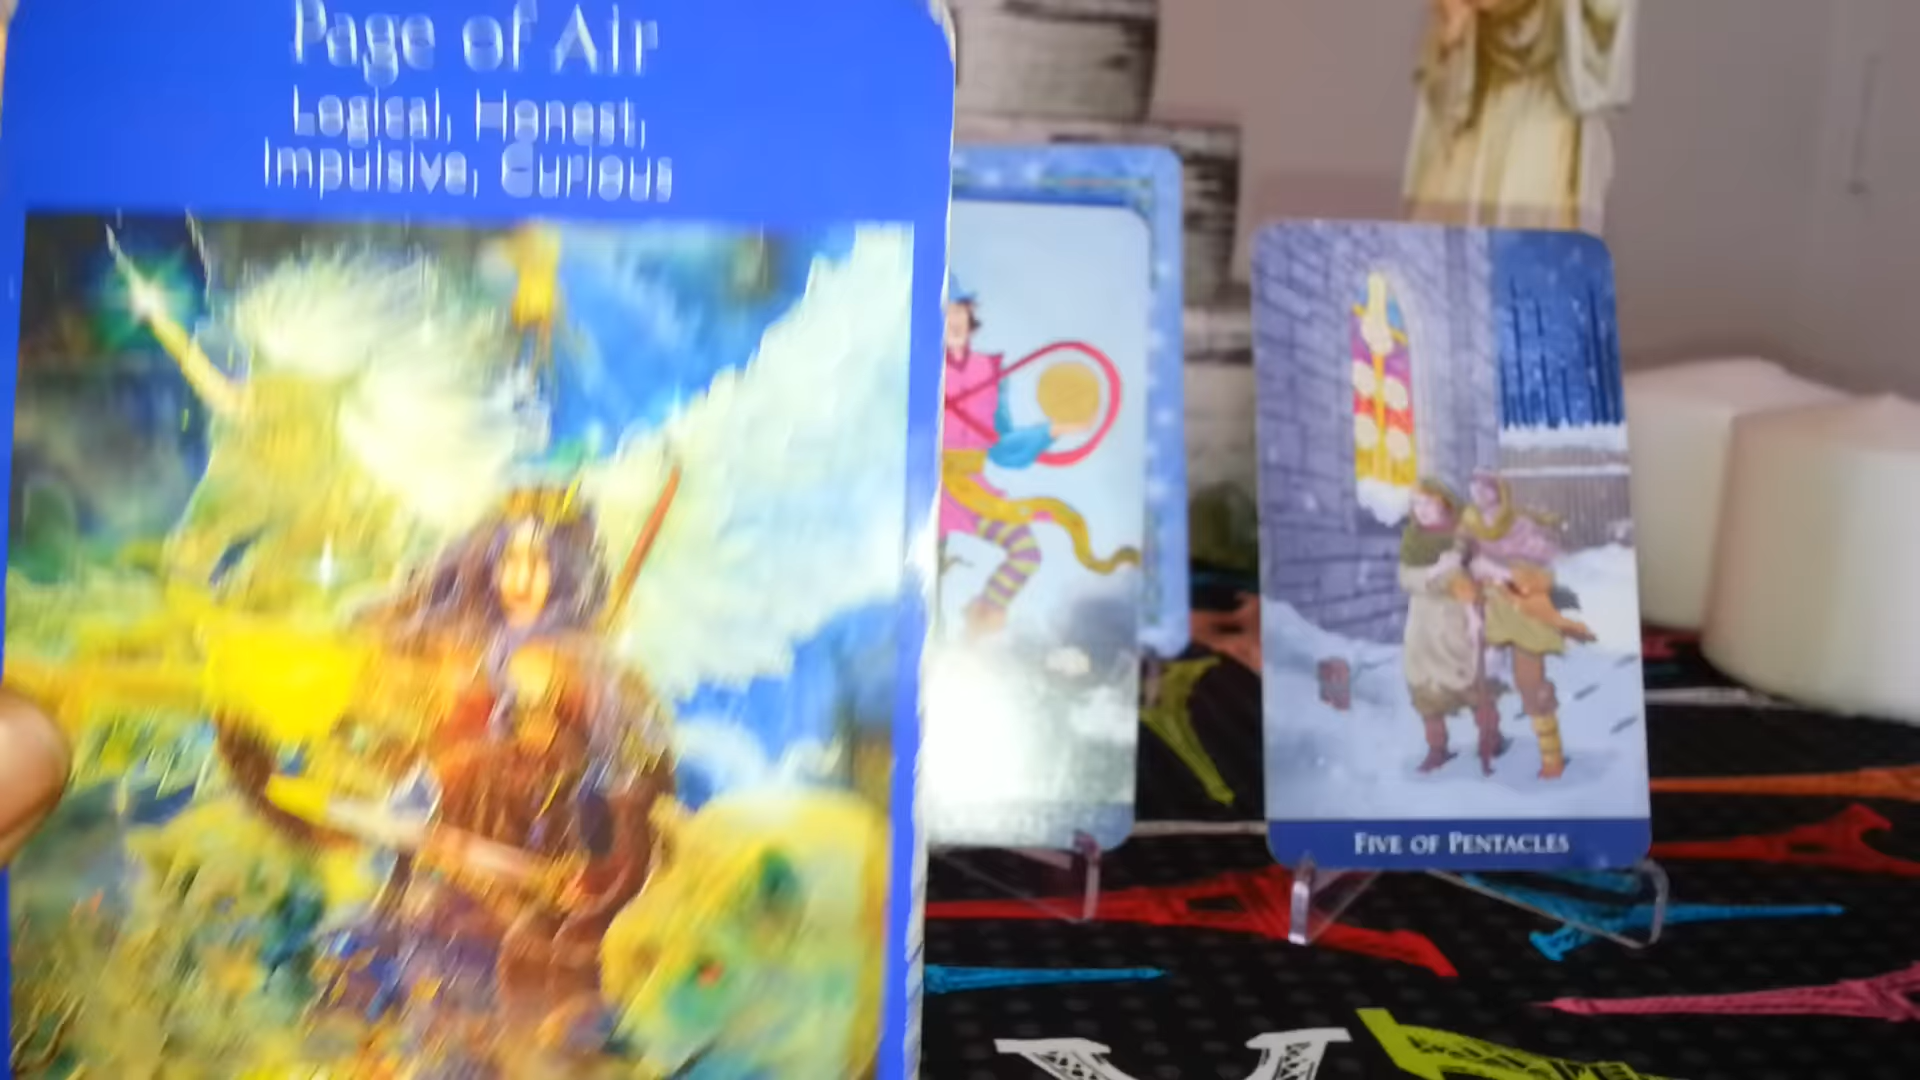 Page of Air
Logical, Honest,
Impulsive, Curious
FIVE OF PENTACLES